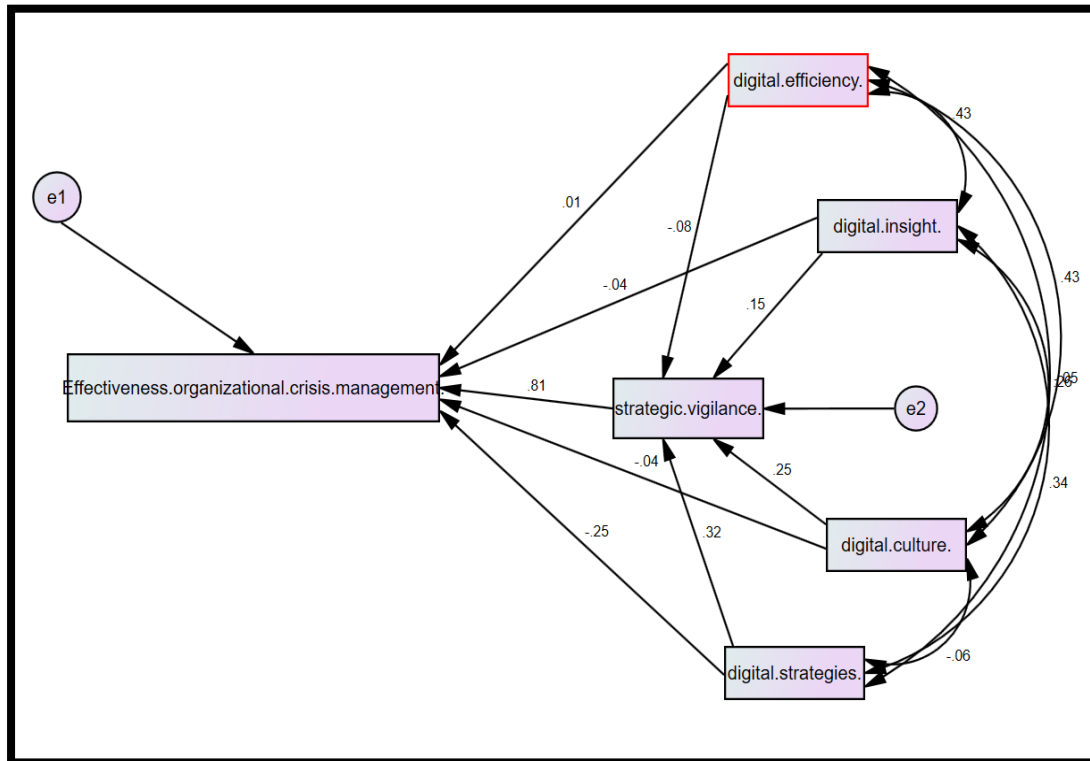 digital.efficiency.
.43
e1
.01
digital.insight.
-.08
-.04
.43
.15
Effectiveness.organizational.crisis.management.
.81
strategic.vigilance.
e2
.05
-.04
.25
.34
-.25
.32
digital.culture.
-.06
digital.strategies.